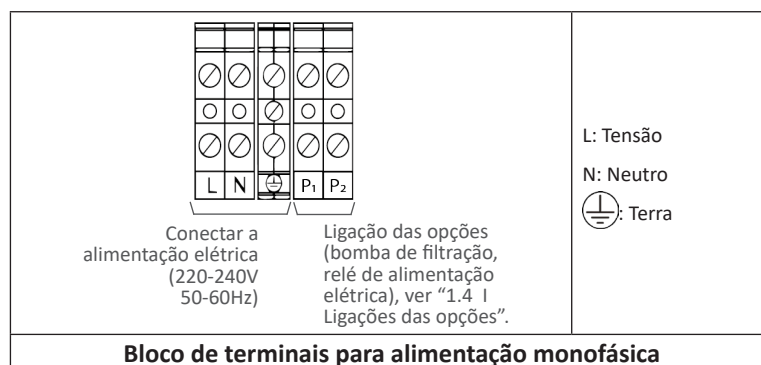 L N P₁ P₂
Conectar a
alimentação elétrica
(220-240V
50-60Hz)
Ligação das opções
(bomba de filtração,
relé de alimentação
elétrica), ver “1.4 I
Ligações das opções”.
L: Tensão
N: Neutro
: Terra
Bloco de terminais para alimentação monofásica